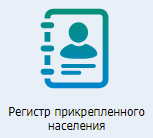 Регистр прикрепленного
населения